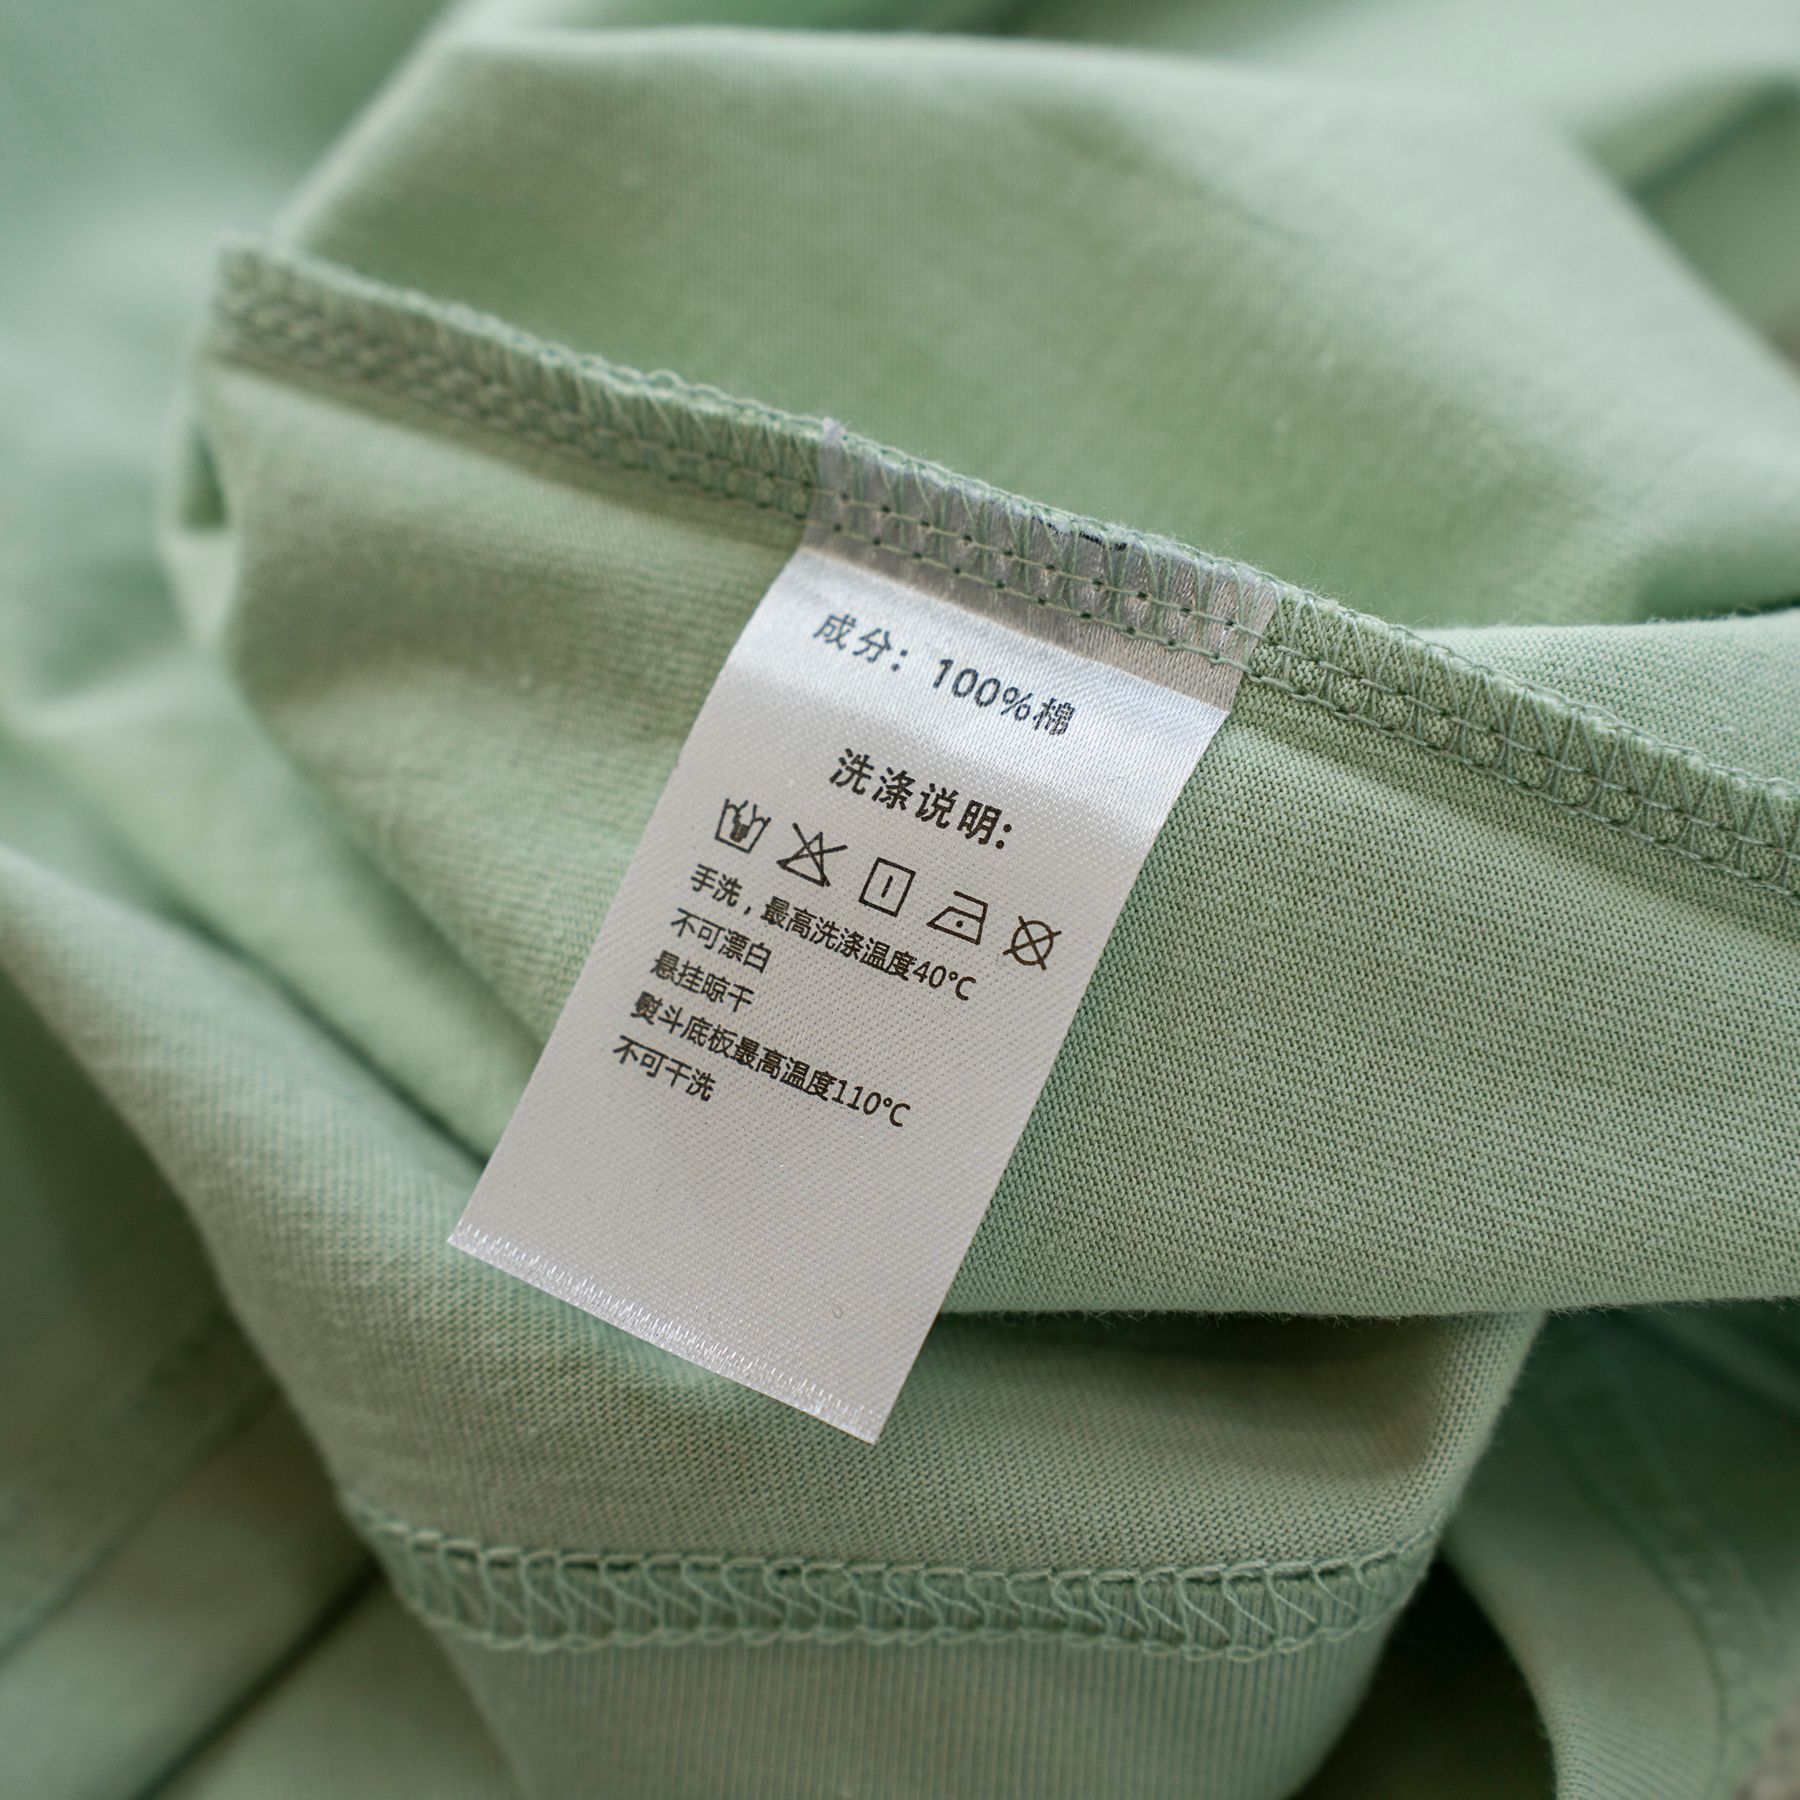 成分：100%棉
洗涤说明:
手洗，最高洗涤温度40°C
不可漂白
悬挂晾干
熨斗底板最高温度110°C
不可干洗